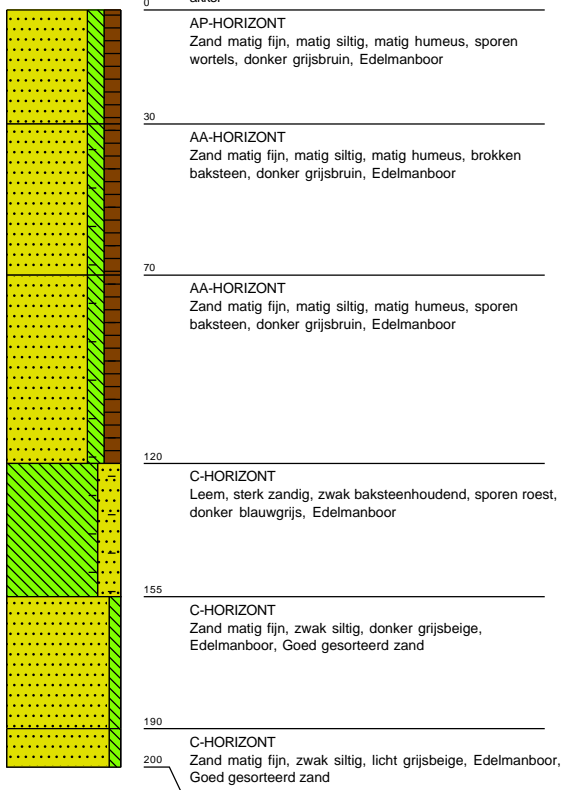 0
akker
AP-HORIZONT
Zand matig fijn, matig siltig, matig humeus, sporen
wortels, donker grijsbruin, Edelmanboor
30
AA-HORIZONT
Zand matig fijn, matig siltig, matig humeus, brokken
baksteen, donker grijsbruin, Edelmanboor
70
AA-HORIZONT
Zand matig fijn, matig siltig, matig humeus, sporen
baksteen, donker grijsbruin, Edelmanboor
120
C-HORIZONT
Leem, sterk zandig, zwak baksteenhoudend, sporen roest,
donker blauwgrijs, Edelmanboor
155
C-HORIZONT
Zand matig fijn, zwak siltig, donker grijsbeige,
Edelmanboor, Goed gesorteerd zand
190
C-HORIZONT
Zand matig fijn, zwak siltig, licht grijsbeige, Edelmanboor,
Goed gesorteerd zand
200